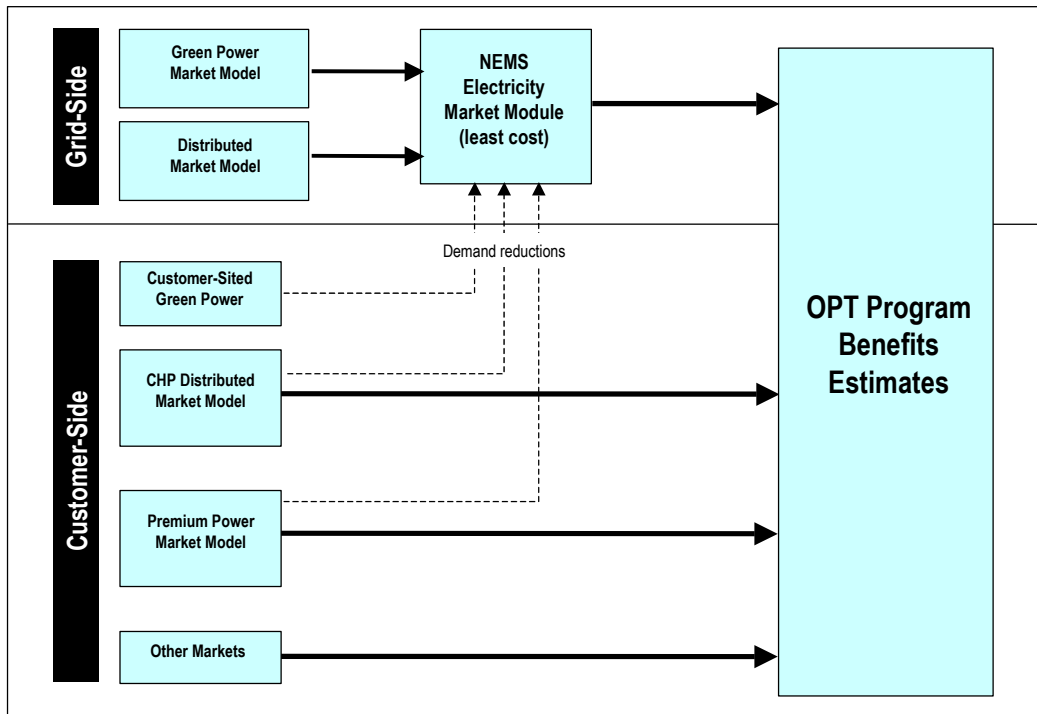 Grid-Side
Green Power
Market Model
Distributed
Market Model
NEMS
Electricity
Market Module
(least cost)
Demand reductions
Customer-Side
Customer-Sited
Green Power
CHP Distributed
Market Model
Premium Power
Market Model
Other Markets
OPT Program
Benefits
Estimates